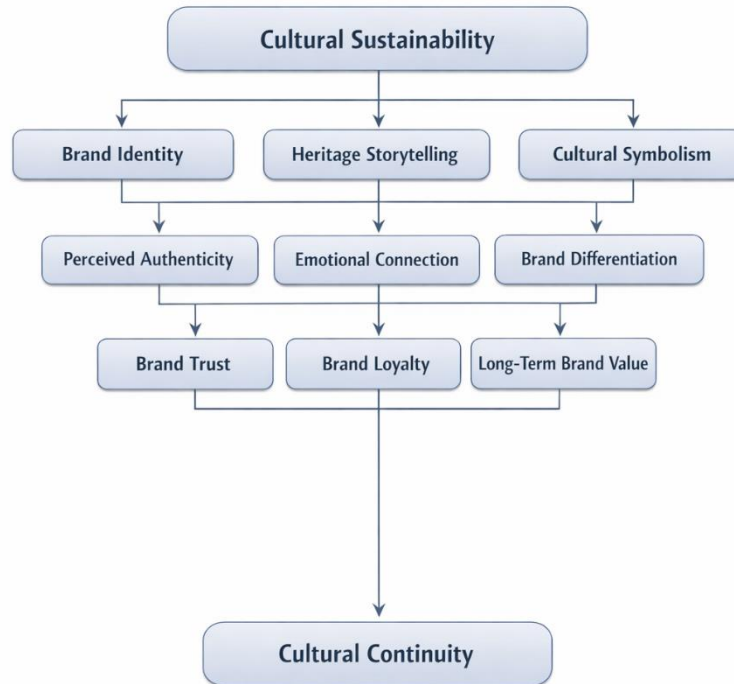 Cultural Sustainability
Brand Identity
Heritage Storytelling
Cultural Symbolism
Perceived Authenticity
Emotional Connection
Brand Differentiation
Brand Trust
Brand Loyalty
Long-Term Brand Value
Cultural Continuity